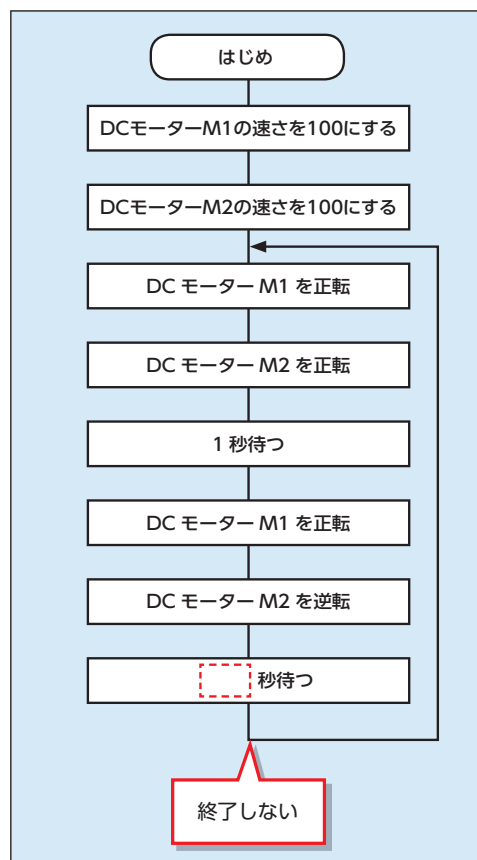 はじめ
DCモーターM1の速さを100にする
DCモーターM2の速さを100にする
DC モーター M1 を正転
DC モーター M2 を正転
1 秒待つ
DC モーター M1 を正転
DC モーター M2 を逆転
秒待つ
終了しない